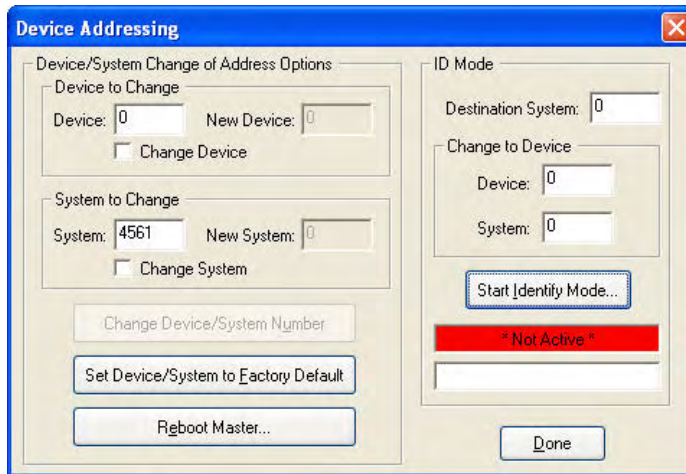 Device Addressing
Device/System Change of Address Options
Device to Change
Device: 0 New Device: 0
Change Device
System to Change
System: 4561 New System: 0
Change System
Change Device/System Number
Set Device/System to Factory Default
Reboot Master...
ID Mode
Destination System: 0
Change to Device
Device: 0
System: 0
Start Identify Mode...
* Not Active *
Done